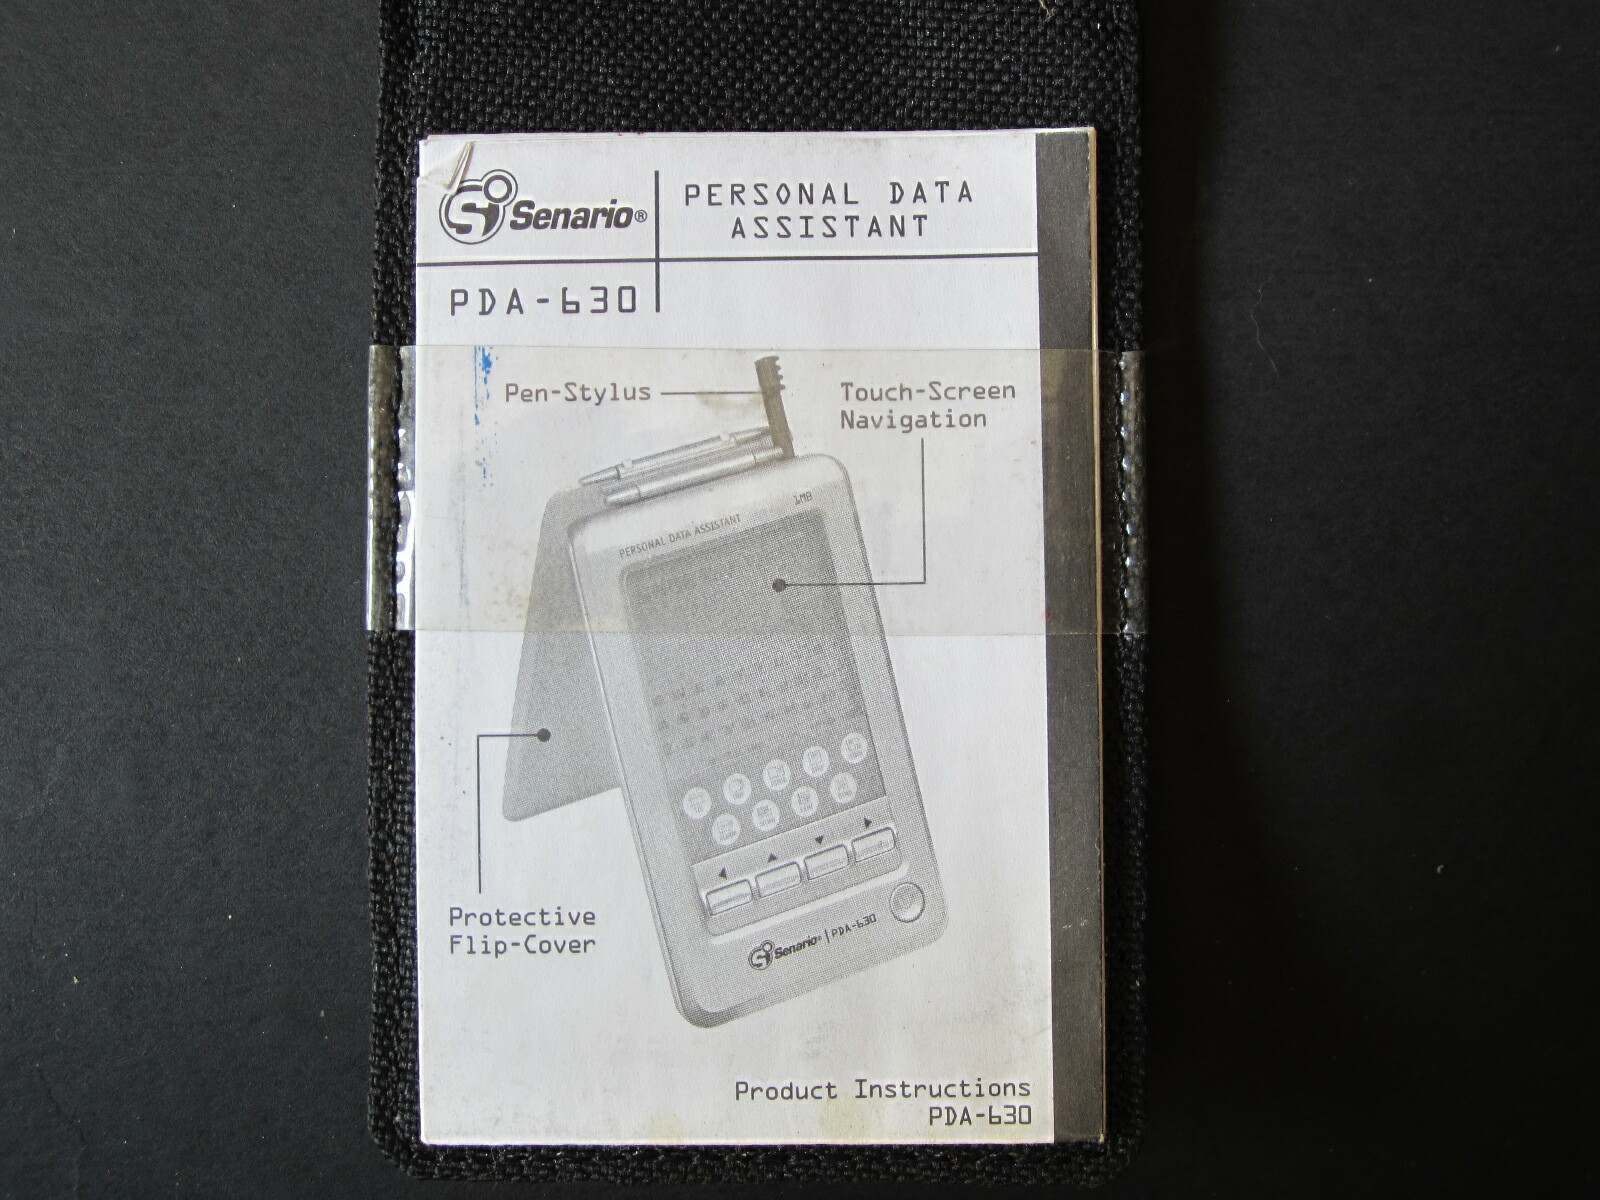 Senario®
PERSONAL DATA
ASSISTANT
PDA-630
Pen-Stylus
Touch-Screen
Navigation
1MB
PERSONAL DATA ASSISTANT
Senario® | PDA-630
Protective
Flip-Cover
Product Instructions
PDA-630